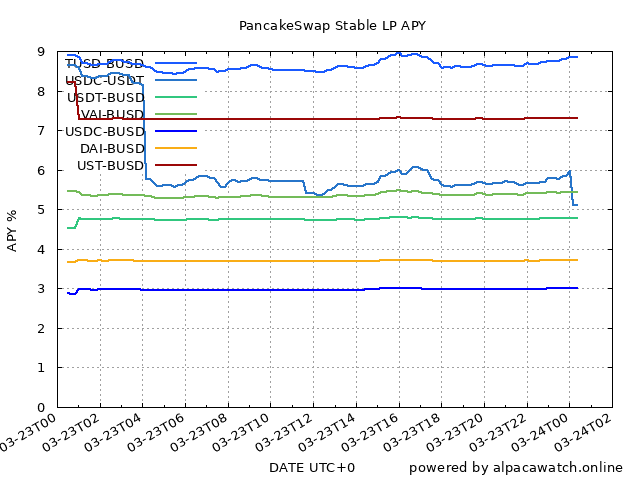 PancakeSwap Stable LP APY
APY %
9
8
7
6
5
4
3
2
1
0
TUSD-BUSD
USDC-USDT
USDT-BUSD
VAI-BUSD
USDC-BUSD
DAI-BUSD
UST-BUSD
03-23T00
03-23T02
03-23T04
03-23T06
03-23T08
03-23T10
03-23T12
03-23T14
03-23T16
03-23T18
03-23T20
03-23T22
03-24T00
03-24T02
DATE UTC+0
powered by alpacawatch.online